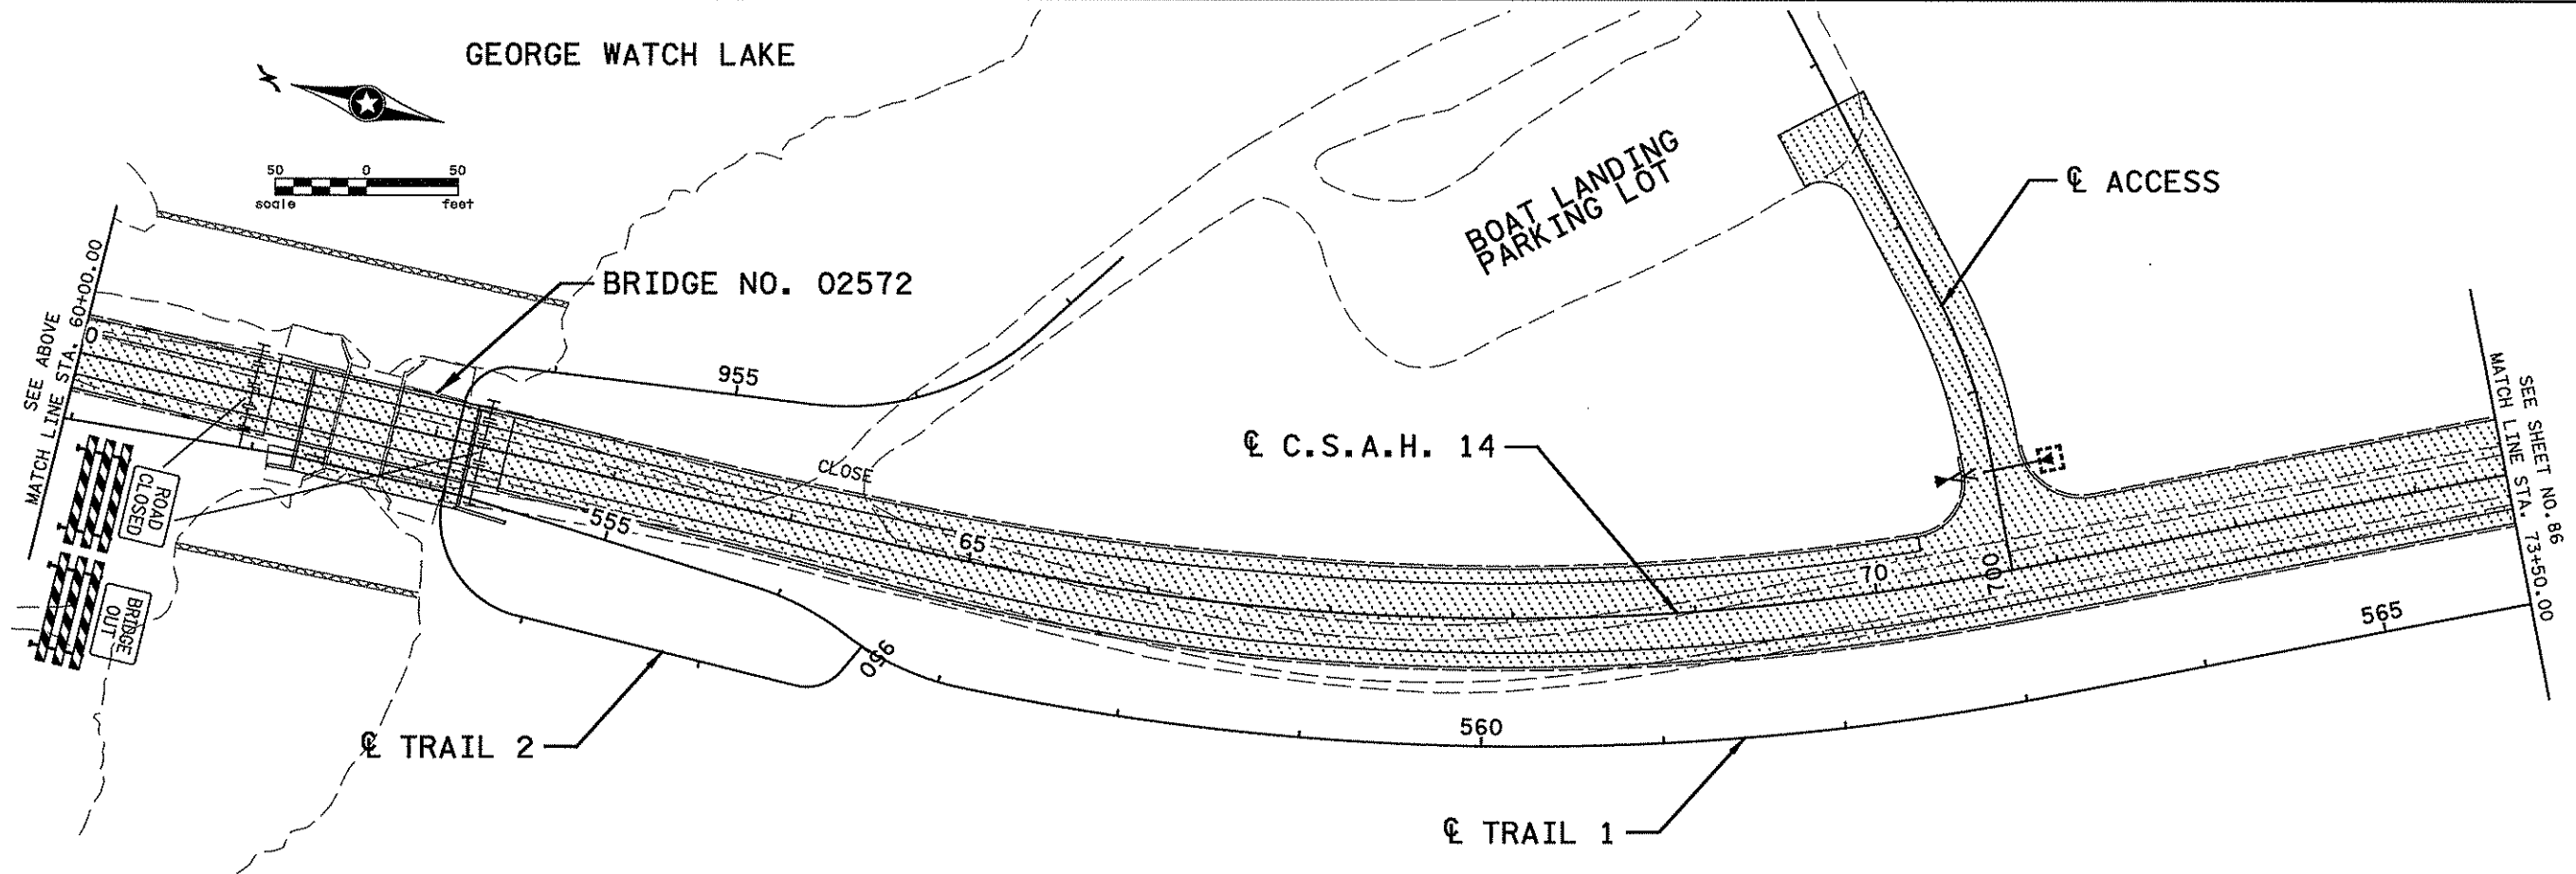 GEORGE WATCH LAKE
N
50 0 50
scale feet
BRIDGE NO. 02572
BOAT LANDING
PARKING LOT
℄ ACCESS
SEE ABOVE
MATCH LINE STA. 60+00.00
0
955
CLOSE
℄ C.S.A.H. 14
ROAD
CLOSED
BRIDGE
OUT
555
65
70
700
950
℄ TRAIL 2
560
565
℄ TRAIL 1
SEE SHEET NO. 86
MATCH LINE STA. 73+50.00